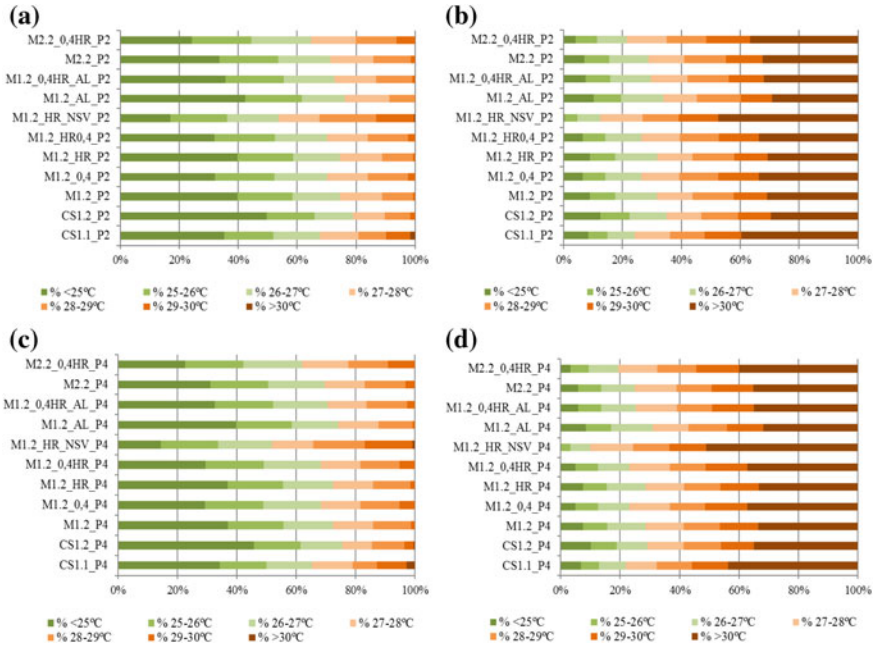 (a)
M2.2_0,4HR_P2
M2.2_P2
M1.2_0,4HR_AL_P2
M1.2_AL_P2
M1.2_HR_NSV_P2
M1.2_HR0,4_P2
M1.2_HR_P2
M1.2_0,4_P2
M1.2_P2
CS1.2_P2
CS1.1_P2
0% 20% 40% 60% 80% 100%
% <25ºC % 25-26ºC % 26-27ºC % 27-28ºC
% 28-29ºC % 29-30ºC % >30ºC
(b)
M2.2_0,4HR_P2
M2.2_P2
M1.2_0,4HR_AL_P2
M1.2_AL_P2
M1.2_HR_NSV_P2
M1.2_HR0,4_P2
M1.2_HR_P2
M1.2_0,4_P2
M1.2_P2
CS1.2_P2
CS1.1_P2
0% 20% 40% 60% 80% 100%
% <25ºC % 25-26ºC % 26-27ºC % 27-28ºC
% 28-29ºC % 29-30ºC % >30ºC
(c)
M2.2_0,4HR_P4
M2.2_P4
M1.2_0,4HR_AL_P4
M1.2_AL_P4
M1.2_HR_NSV_P4
M1.2_0,4HR_P4
M1.2_HR_P4
M1.2_0,4_P4
M1.2_P4
CS1.2_P4
CS1.1_P4
0% 20% 40% 60% 80% 100%
% <25ºC % 25-26ºC % 26-27ºC % 27-28ºC
% 28-29ºC % 29-30ºC % >30ºC
(d)
M2.2_0,4HR_P4
M2.2_P4
M1.2_0,4HR_AL_P4
M1.2_AL_P4
M1.2_HR_NSV_P4
M1.2_0,4HR_P4
M1.2_HR_P4
M1.2_0,4_P4
M1.2_P4
CS1.2_P4
CS1.1_P4
0% 20% 40% 60% 80% 100%
% <25ºC % 25-26ºC % 26-27ºC % 27-28ºC
% 28-29ºC % 29-30ºC % >30ºC